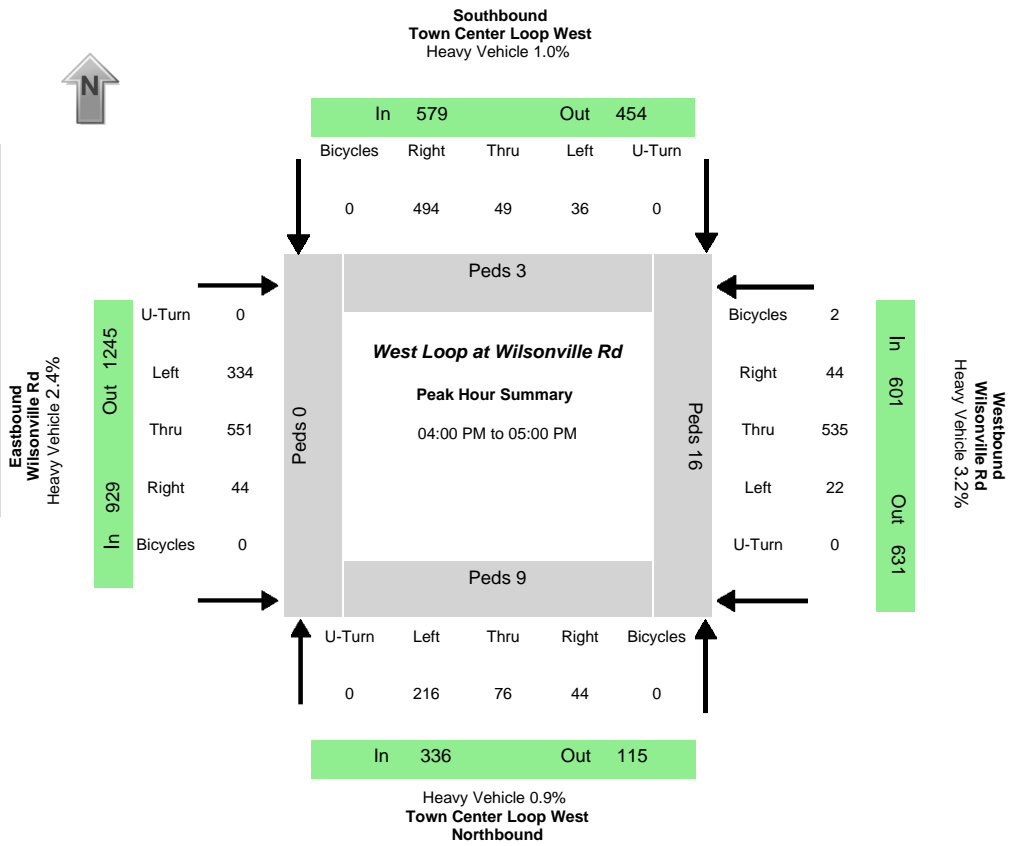 Southbound
Town Center Loop West
Heavy Vehicle 1.0%
N
In 579 Out 454
Bicycles Right Thru Left U-Turn
0 494 49 36 0
Peds 3
Eastbound
Wilsonville Rd
Heavy Vehicle 2.4%
In 929 Out 1245
U-Turn 0
Left 334
Thru 551
Right 44
Bicycles 0
Peds 0
West Loop at Wilsonville Rd
Peak Hour Summary
04:00 PM to 05:00 PM
Peds 16
Bicycles 2
Right 44
Thru 535
Left 22
U-Turn 0
In 601 Out 631
Westbound
Wilsonville Rd
Heavy Vehicle 3.2%
Peds 9
U-Turn Left Thru Right Bicycles
0 216 76 44 0
In 336 Out 115
Heavy Vehicle 0.9%
Town Center Loop West
Northbound